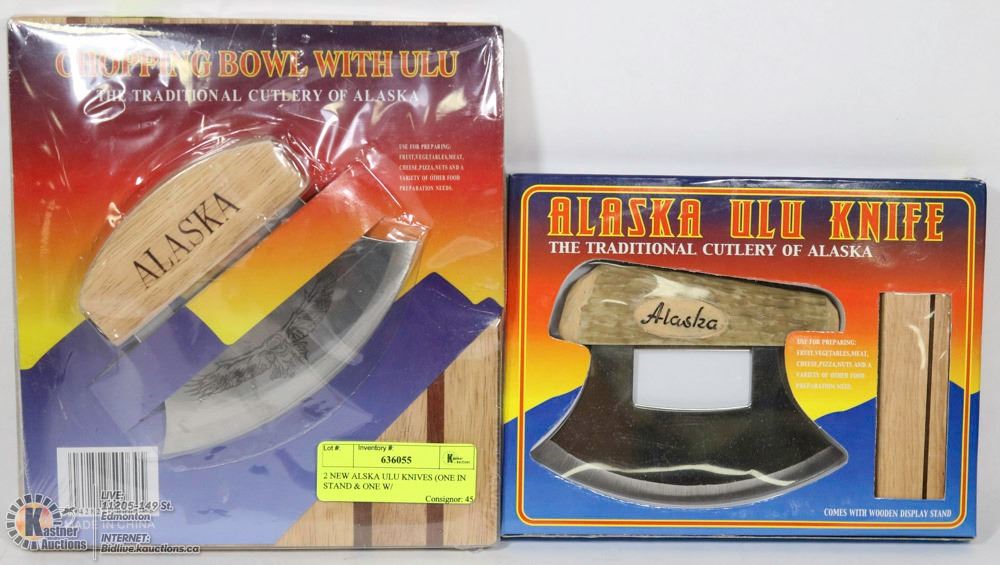 CHOPPING BOWL WITH ULU
THE TRADITIONAL CUTLERY OF ALASKA
USE FOR PREPARING:
FRUIT,VEGETABLES,MEAT,
CHEESE,PIZZA,NUTS AND A
VARIETY OF OTHER FOOD
PREPARATION NEEDS.
ALASKA
Lot #:
Inventory #:
636055
Kastner
Auctions
2 NEW ALSKA ULU KNIVES (ONE IN
STAND & ONE W/
Consignor: 45
MADE IN CHINA
ALASKA ULU KNIFE
THE TRADITIONAL CUTLERY OF ALASKA
Alaska
USE FOR PREPARING:
FRUIT,VEGETABLES,MEAT,
CHEESE,PIZZA,NUTS AND A
VARIETY OF OTHER FOOD
PREPARATION NEED.
COMES WITH WOODEN DISPLAY STAND
Kastner
Auctions
LIVE:
11205-149 St.
Edmonton
INTERNET:
Bidlive.kauctions.ca